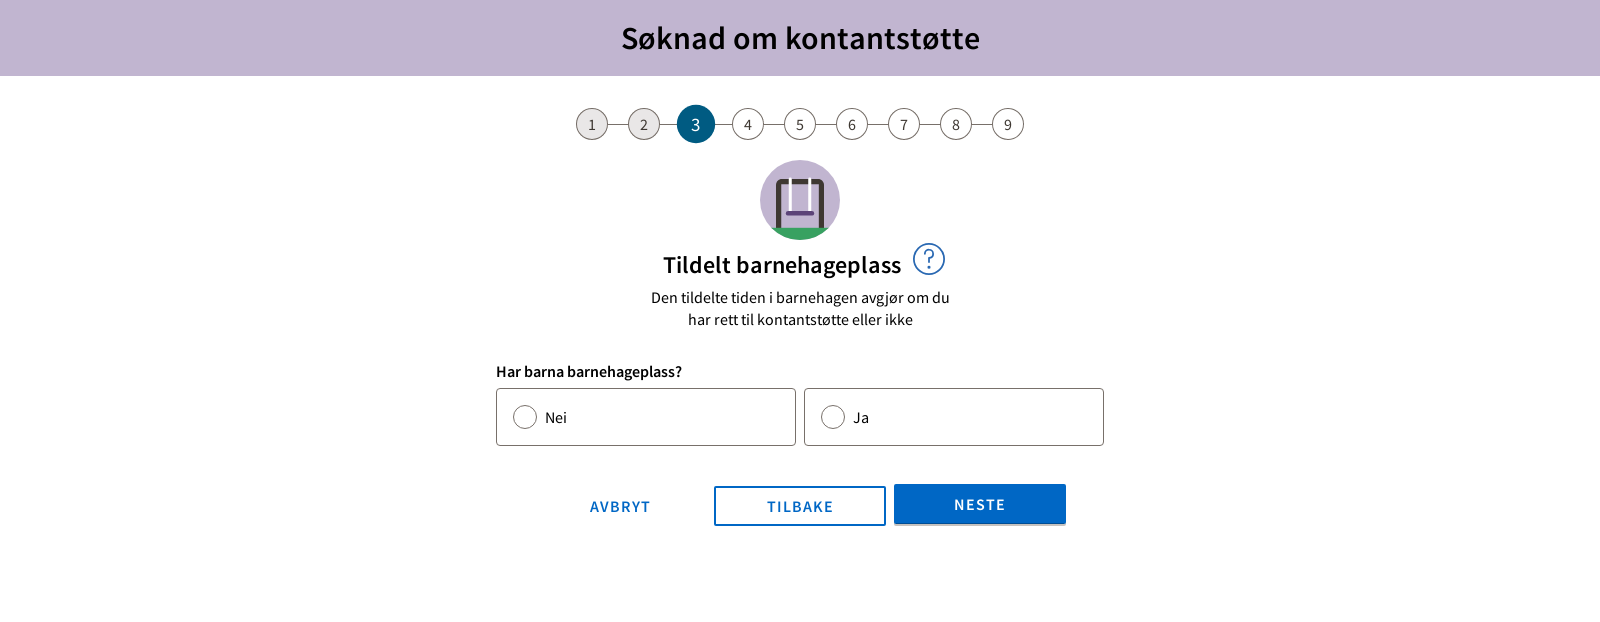 Søknad om kontantstøtte
1 2 3 4 5 6 7 8 9
Tildelt barnehageplass ?
Den tildelte tiden i barnehagen avgjør om du
har rett til kontantstøtte eller ikke
Har barna barnehageplass?
Nei Ja
AVBRYT TILBAKE NESTE